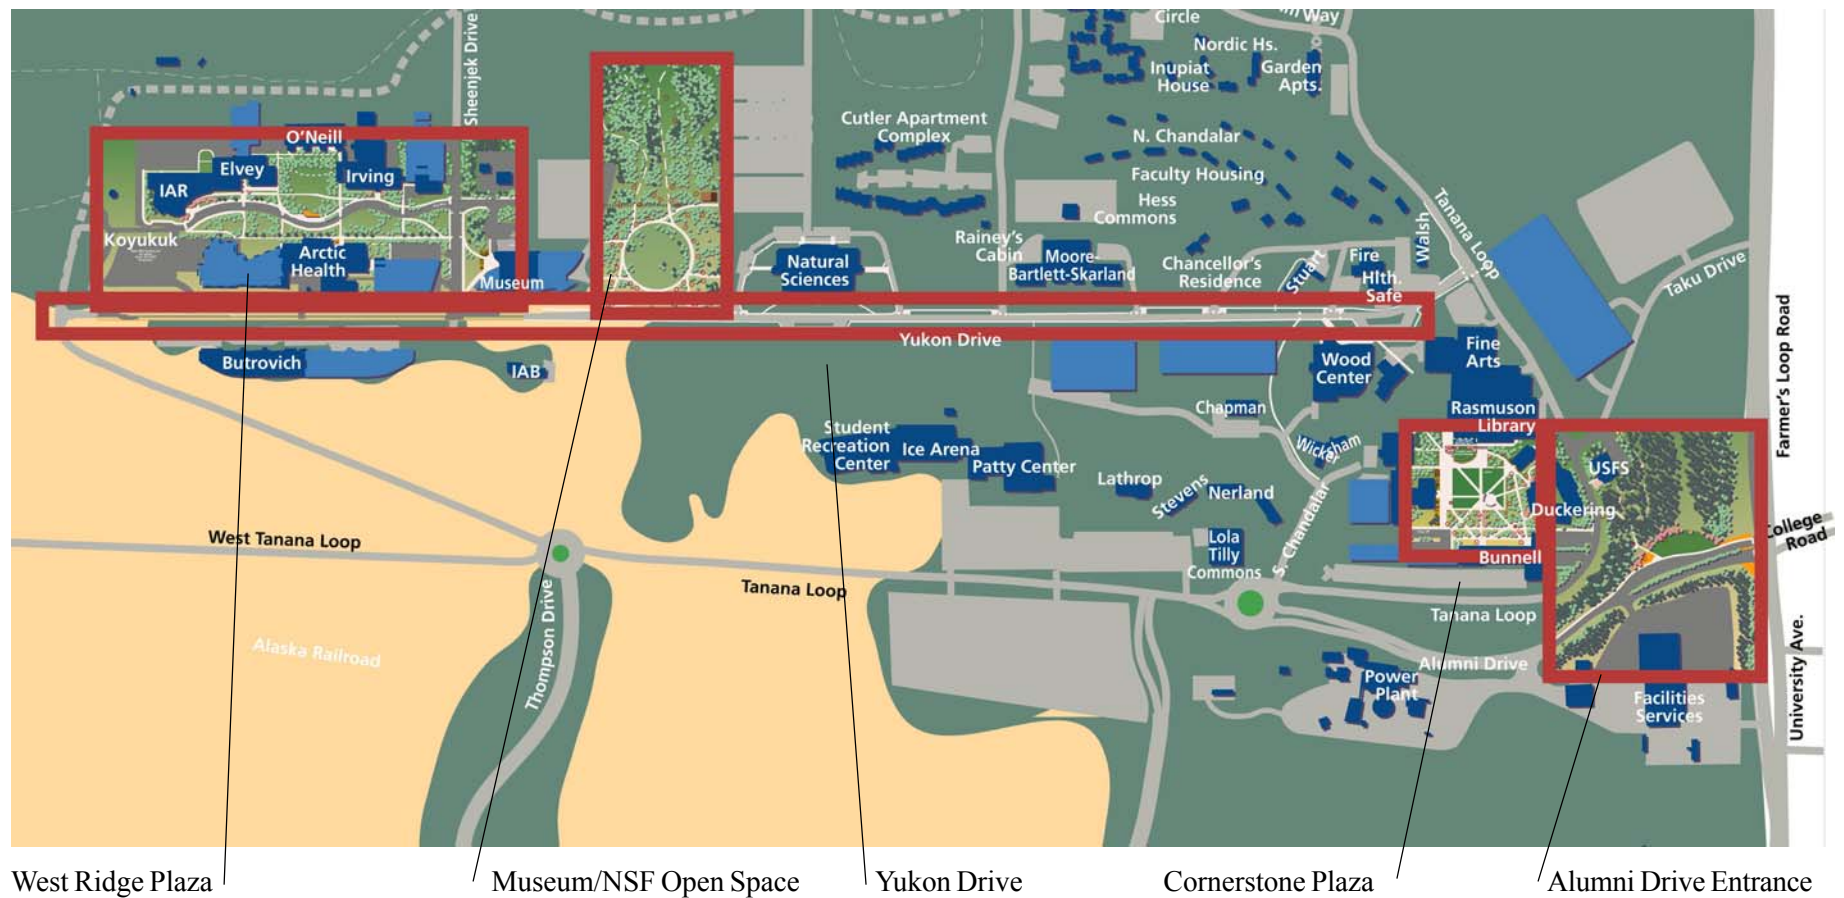 Circle
Way
Nordic Hs.
Inupiat
House
Garden
Apts.
Sheenjek Drive
Cutler Apartment
Complex
N. Chandalar
O'Neill
Elvey
Irving
IAR
Faculty Housing
Hess
Commons
Koyukuk
Arctic
Health
Museum
Natural
Sciences
Rainey's
Cabin
Moore-
Bartlett-Skarland
Chancellor's
Residence
Stuart
Fire
Hlth.
Safe
Walsh
Tanana Loop
Taku Drive
Farmer's Loop Road
Yukon Drive
Butrovich
IAB
Wood
Center
Fine
Arts
Chapman
Rasmuson
Library
Student
Recreation
Center
Ice Arena
Patty Center
Wickersham
Lathrop
Stevens
Nerland
S. Chandalar
USFS
Duckering
College
Road
West Tanana Loop
Lola
Tilly
Commons
Bunnell
Tanana Loop
Tanana Loop
Thompson Drive
Alaska Railroad
Alumni Drive
Power
Plant
Facilities
Services
University Ave.
West Ridge Plaza
Museum/NSF Open Space
Yukon Drive
Cornerstone Plaza
Alumni Drive Entrance